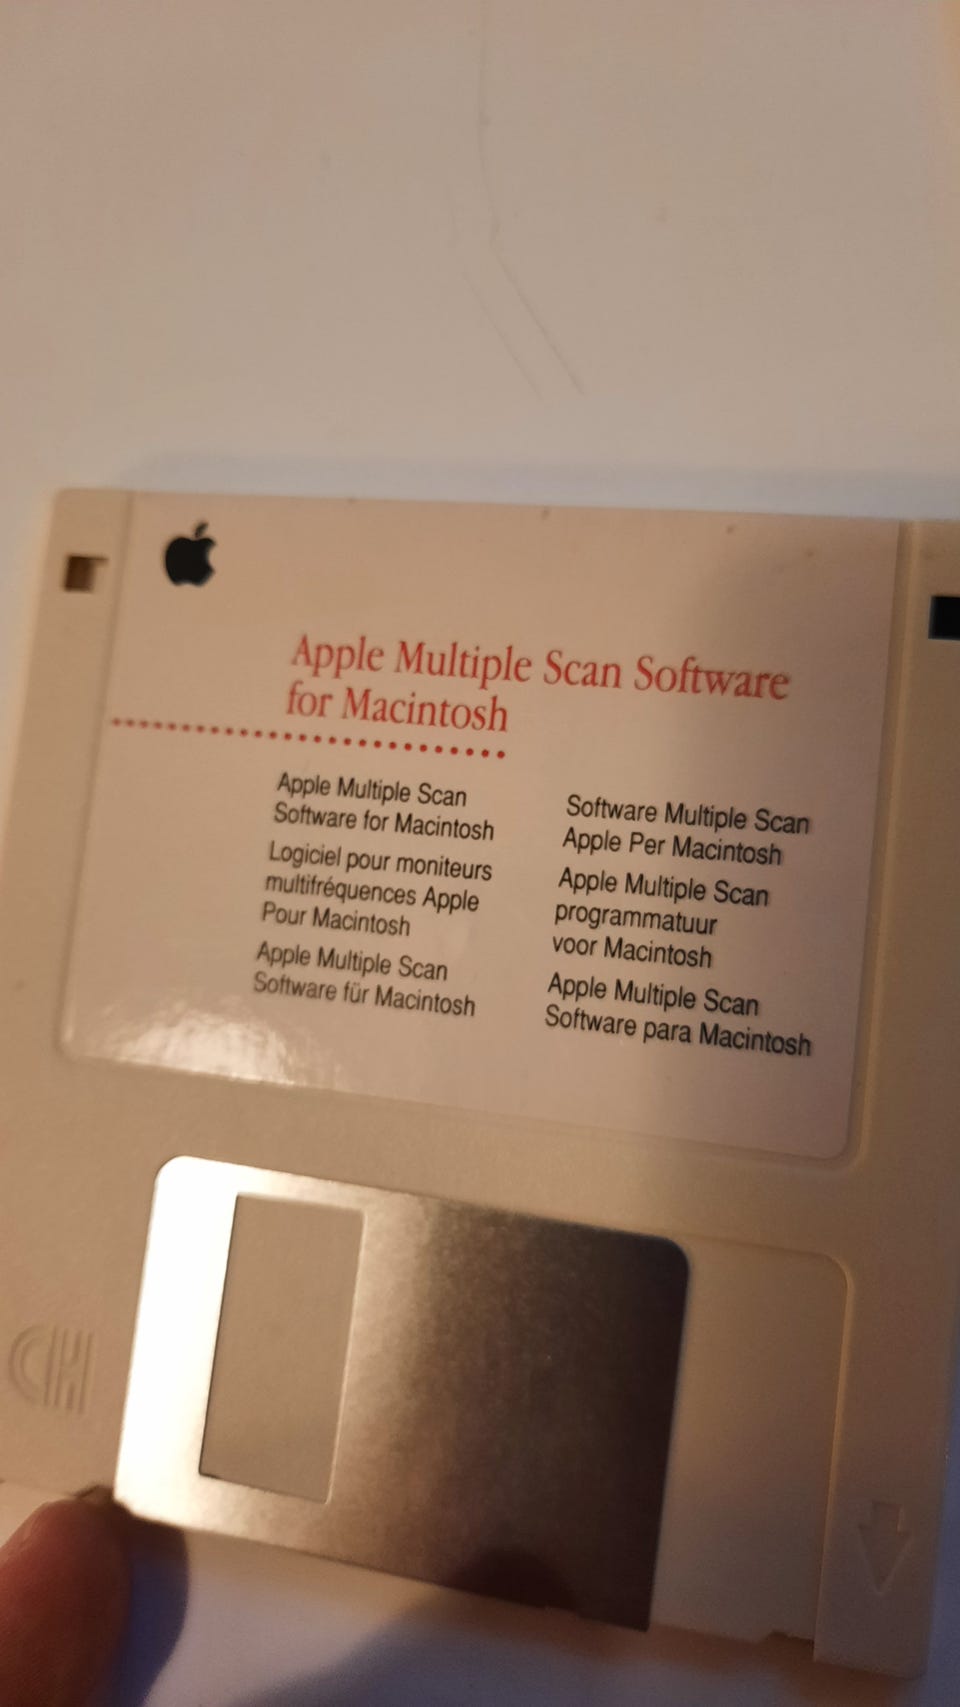 Apple Multiple Scan Software
for Macintosh
Apple Multiple Scan
Software for Macintosh
Logiciel pour moniteurs
multifréquences Apple
Pour Macintosh
Apple Multiple Scan
Software für Macintosh
Software Multiple Scan
Apple Per Macintosh
Apple Multiple Scan
programmatuur
voor Macintosh
Apple Multiple Scan
Software para Macintosh